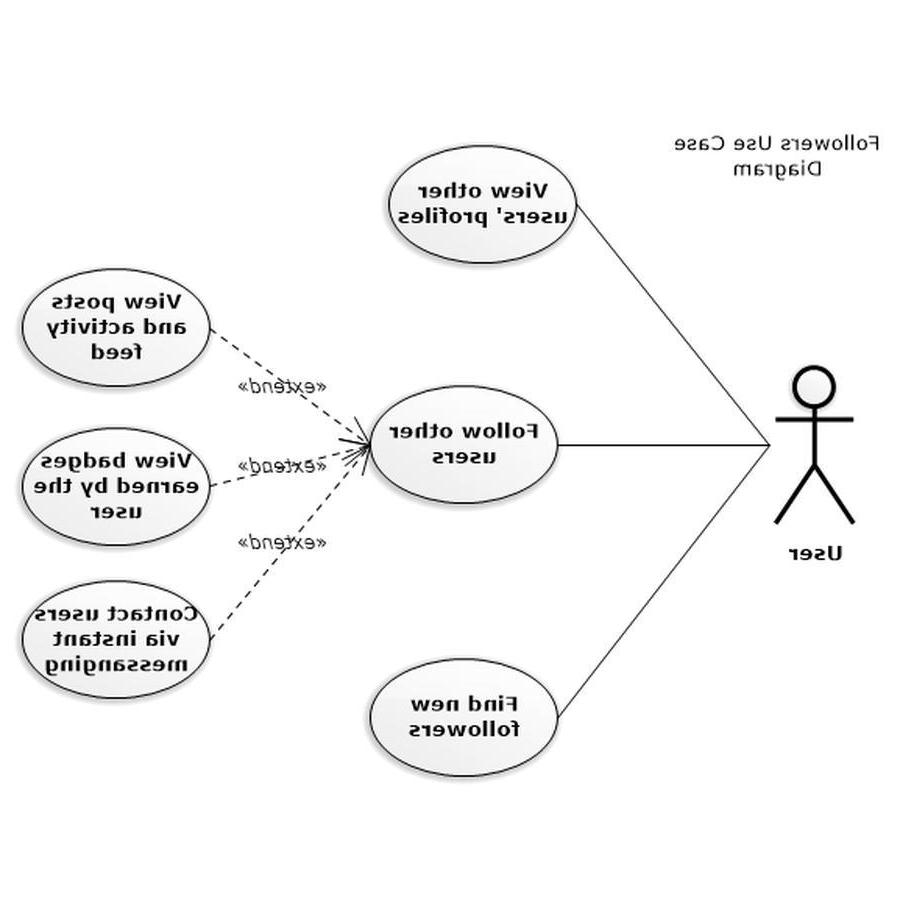 Followers Use Case
Diagram
View other
users' profiles
View posts
and activity
feed
«extend»
Follow other
users
View badges
earned by the
user
«extend»
«extend»
User
Contact users
via instant
messanging
Find new
followers